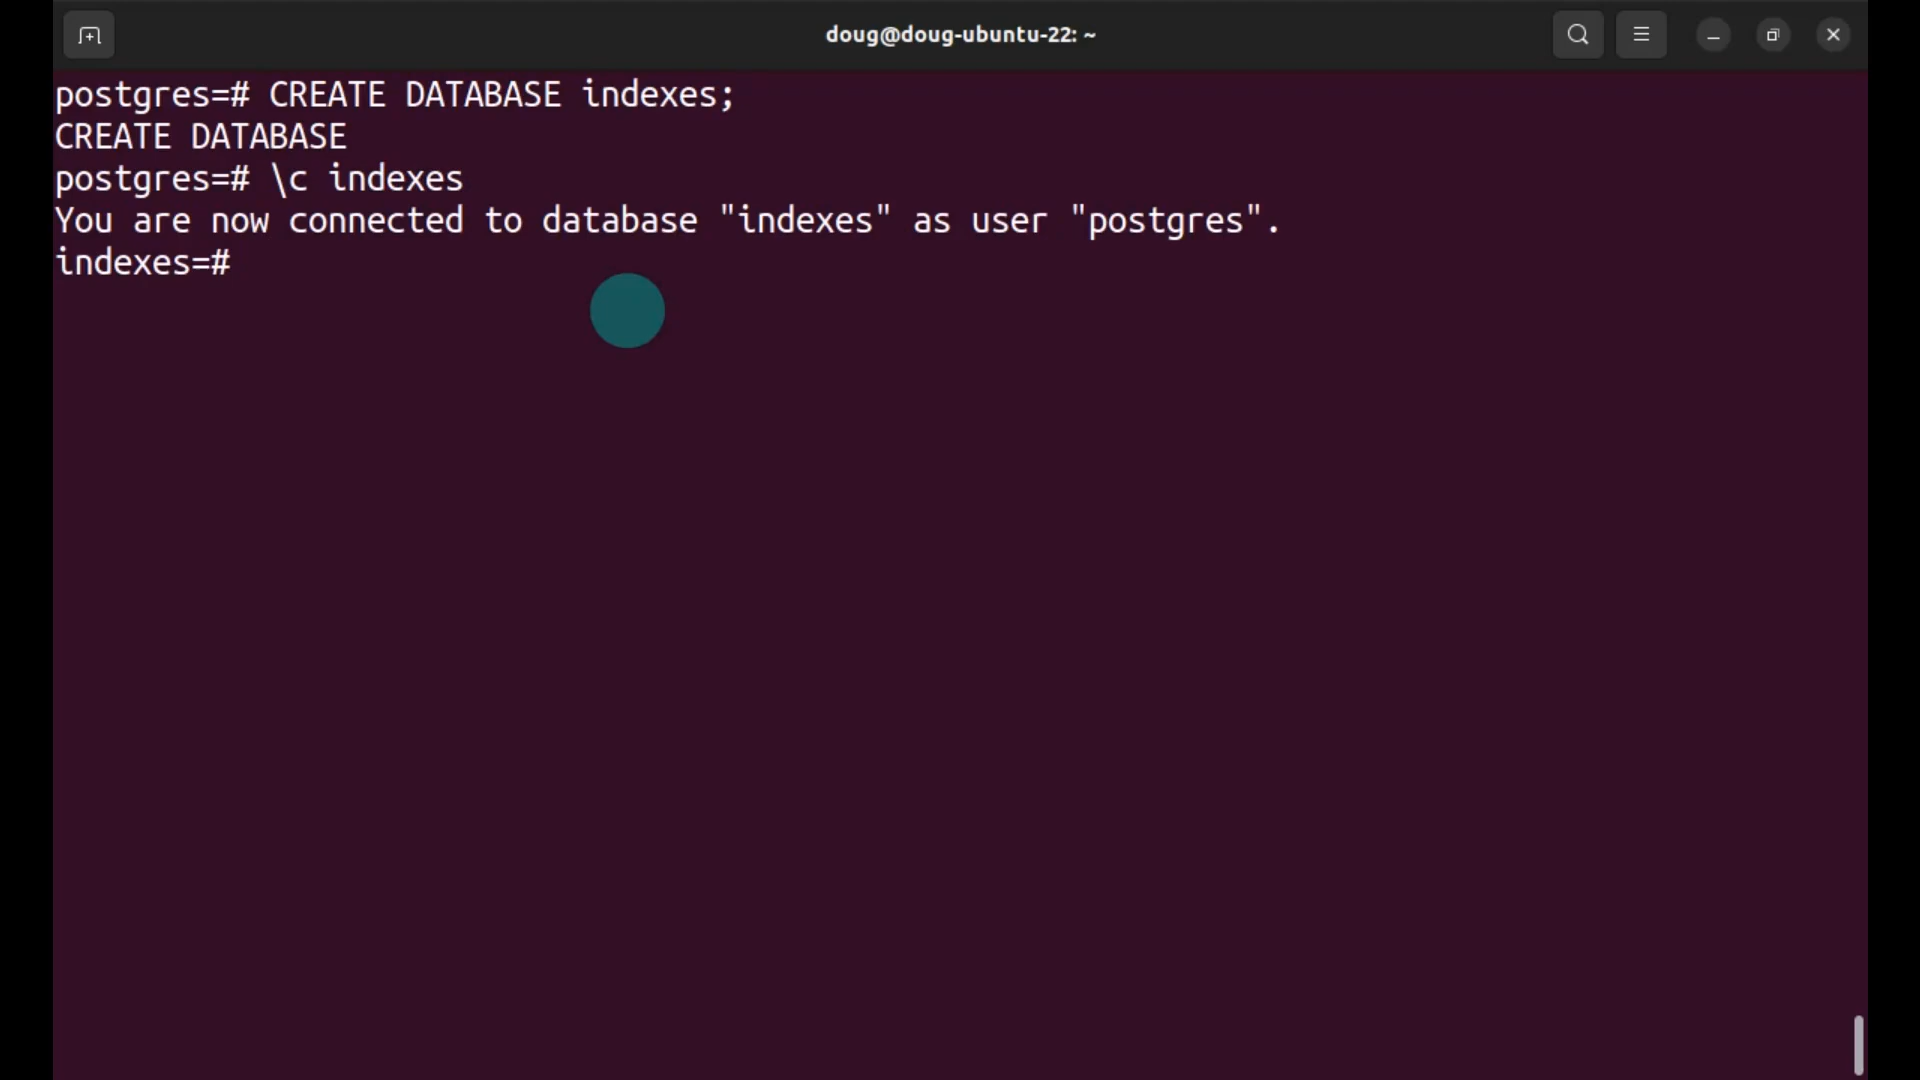 doug@doug-ubuntu-22: ~
postgres=# CREATE DATABASE indexes;
CREATE DATABASE
postgres=# \c indexes
You are now connected to database "indexes" as user "postgres".
indexes=#